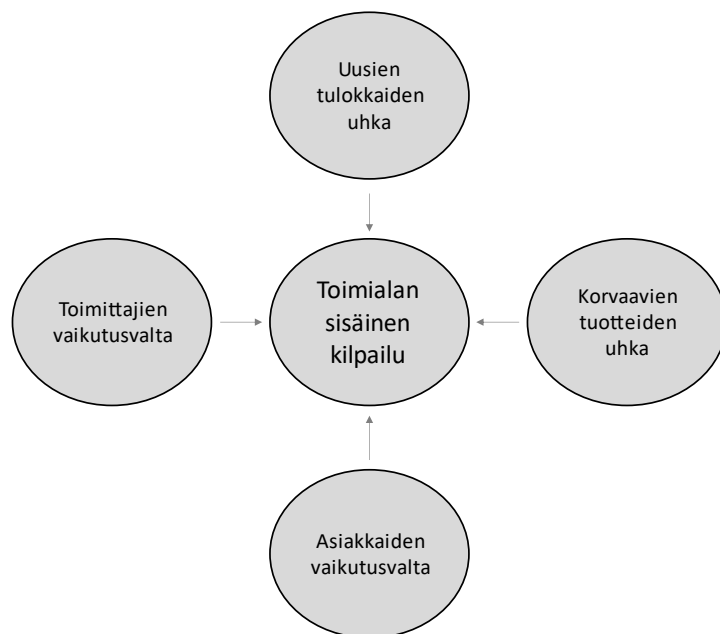 Uusien
tulokkaiden
uhka
Toimittajien
vaikutusvalta
Toimialan
sisäinen
kilpailu
Korvaavien
tuotteiden
uhka
Asiakkaiden
vaikutusvalta